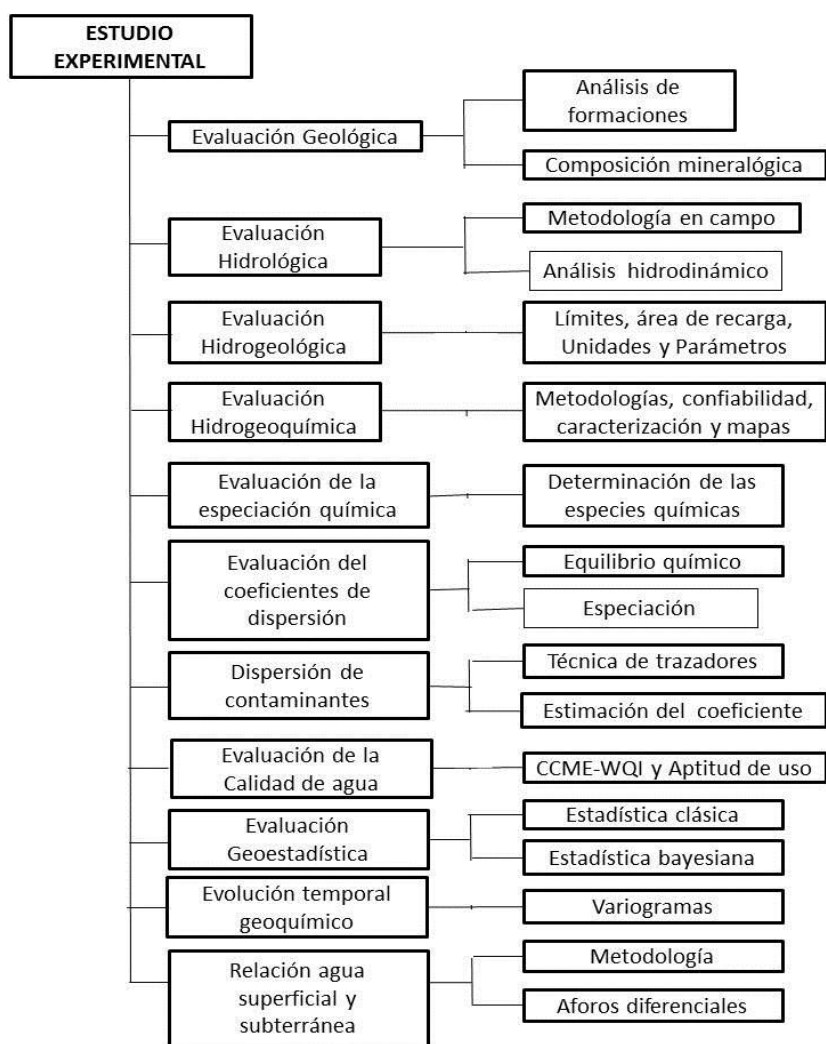 ESTUDIO
EXPERIMENTAL
Evaluación Geológica
Análisis de
formaciones
Composición mineralógica
Evaluación
Hidrológica
Metodología en campo
Análisis hidrodinámico
Evaluación
Hidrogeológica
Límites, área de recarga,
Unidades y Parámetros
Evaluación
Hidrogeoquímica
Metodologías, confiabilidad,
caracterización y mapas
Evaluación de la
especiación química
Determinación de las
especies químicas
Evaluación del
coeficientes de
dispersión
Equilibrio químico
Especiación
Dispersión de
contaminantes
Técnica de trazadores
Estimación del coeficiente
Evaluación de la
Calidad de agua
CCME-WQI y Aptitud de uso
Evaluación
Geoestadística
Estadística clásica
Estadística bayesiana
Evolución temporal
geoquímico
Variogramas
Relación agua
superficial y
subterránea
Metodología
Aforos diferenciales